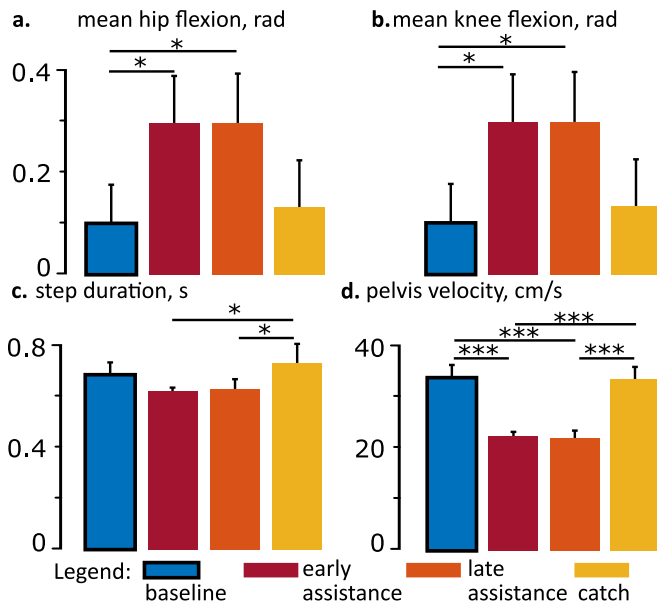 a. mean hip flexion, rad
b. mean knee flexion, rad
*
*
*
*
0.4
0.2
0
c. step duration, s
d. pelvis velocity, cm/s
*
*
***
***
***
***
0.8
0.4
0
40
20
0
Legend: baseline
early assistance
late assistance
catch